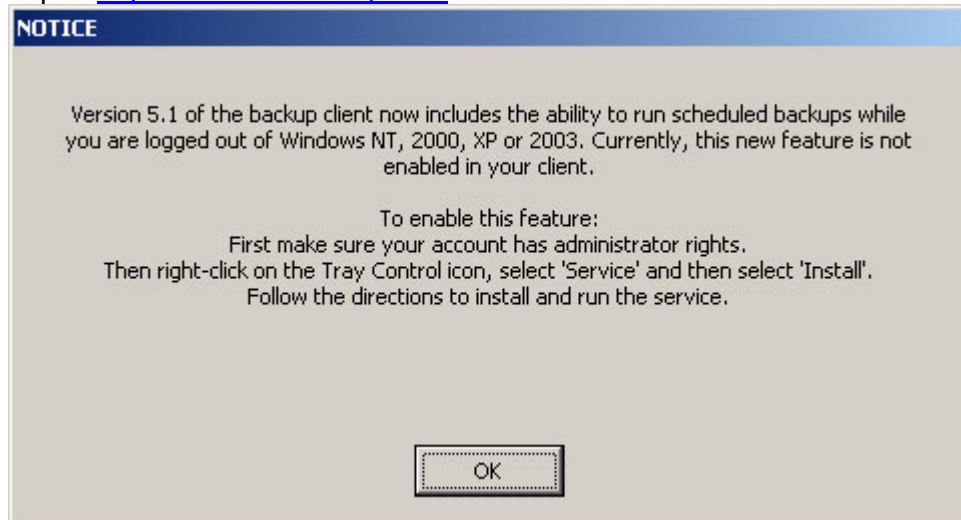 NOTICE
Version 5.1 of the backup client now includes the ability to run scheduled backups while
you are logged out of Windows NT, 2000, XP or 2003. Currently, this new feature is not
enabled in your client.
To enable this feature:
First make sure your account has administrator rights.
Then right-click on the Tray Control icon, select 'Service' and then select 'Install'.
Follow the directions to install and run the service.
OK